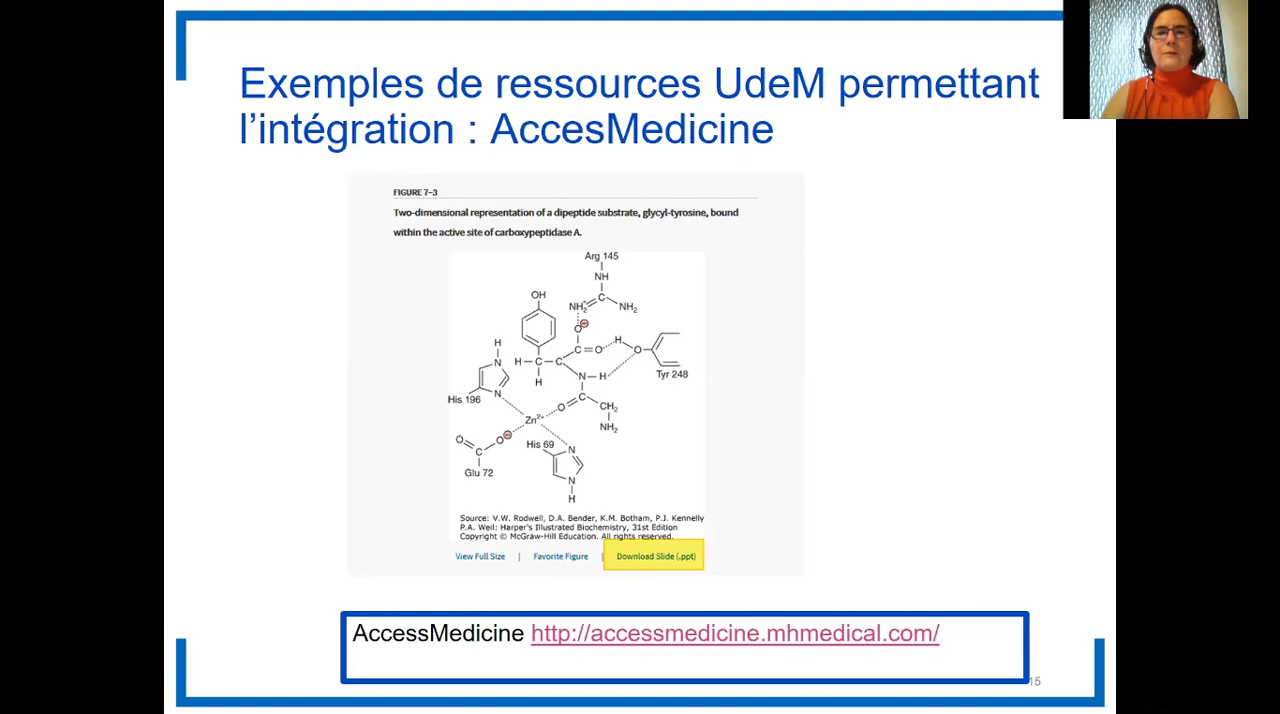 Exemples de ressources UdeM permettant
l'intégration : AccesMedicine
FIGURE 7–3
Two-dimensional representation of a dipeptide substrate, glycyl-tyrosine, bound
within the active site of carboxypeptidase A.
Arg 145
NH
C
NH2+
NH2
OH
O
H
C
O
O
H
H
C
C
Tyr 248
N
N
H
H
His 196
N
O
C
CH2
Zn2+
NH2
O
O
His 69
N
C
Glu 72
N
H
Source: V.W. Rodwell, D.A. Bender, K.M. Botham, P.J. Kennelly
P.A. Weil: Harper's Illustrated Biochemistry, 31st Edition
Copyright © McGraw-Hill Education. All rights reserved.
View Full Size | Favorite Figure | Download Slide (.ppt)
AccessMedicine http://accessmedicine.mhmedical.com/
15